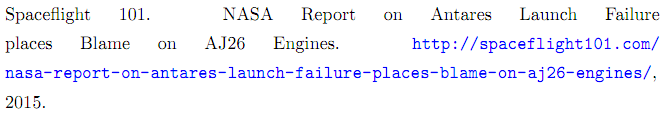 Spaceflight 101. NASA Report on Antares Launch Failure
places Blame on AJ26 Engines. http://spaceflight101.com/
nasa-report-on-antares-launch-failure-places-blame-on-aj26-engines/,
2015.